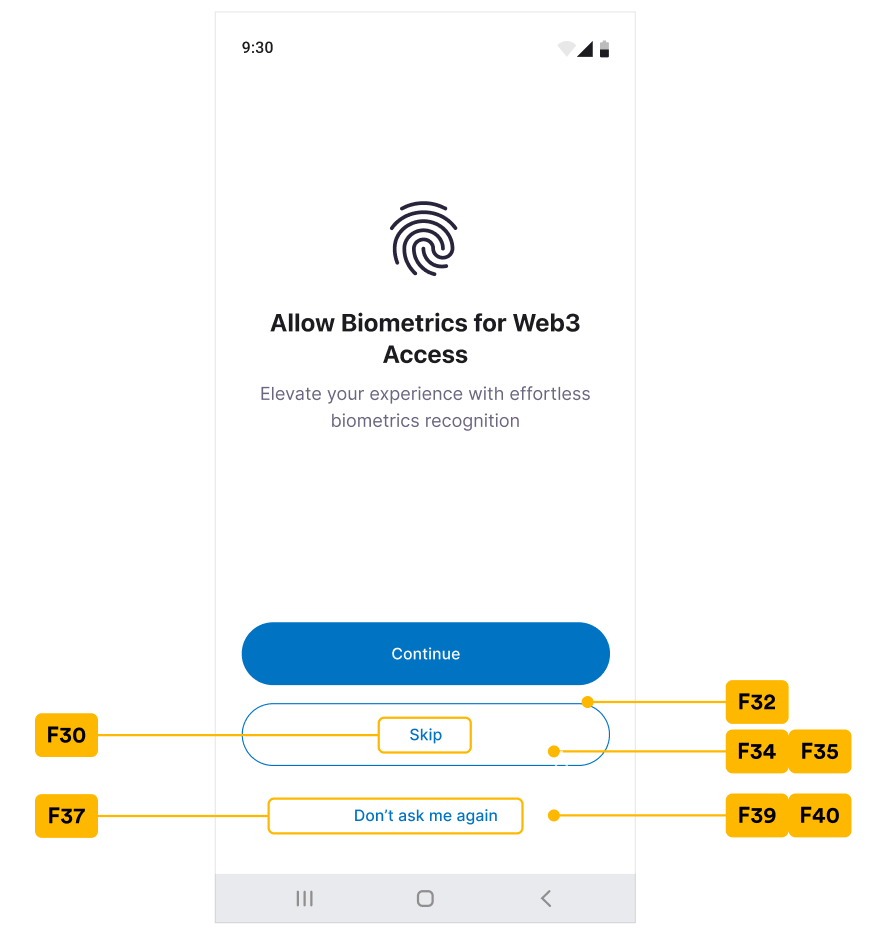 9:30
Allow Biometrics for Web3
Access
Elevate your experience with effortless
biometrics recognition
Continue
F32
F30
Skip
F34 F35
F37
Don't ask me again
F39 F40